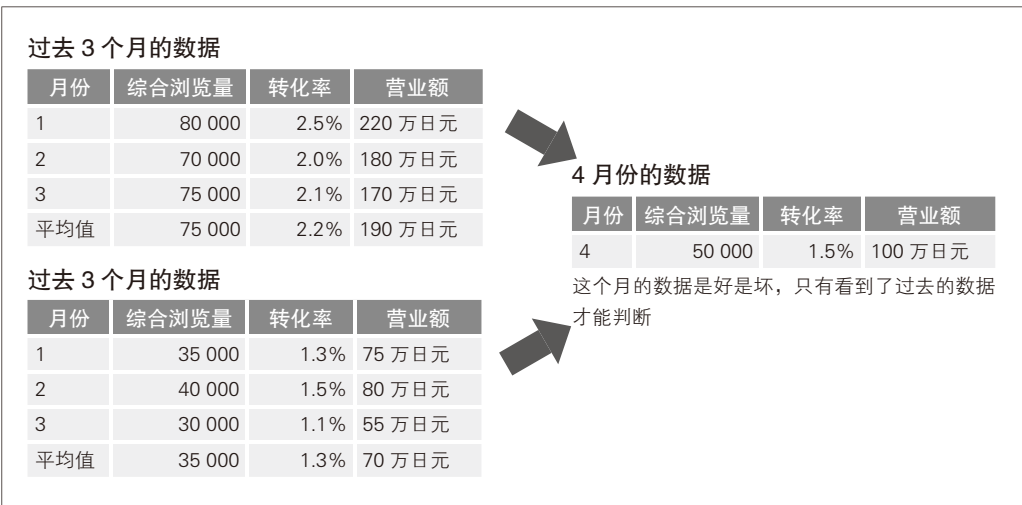 过去 3 个月的数据
月份 综合浏览量 转化率 营业额
1 80 000 2.5% 220 万日元
2 70 000 2.0% 180 万日元
3 75 000 2.1% 170 万日元
平均值 75 000 2.2% 190 万日元
过去 3 个月的数据
月份 综合浏览量 转化率 营业额
1 35 000 1.3% 75 万日元
2 40 000 1.5% 80 万日元
3 30 000 1.1% 55 万日元
平均值 35 000 1.3% 70 万日元
4 月份的数据
月份 综合浏览量 转化率 营业额
4 50 000 1.5% 100 万日元
这个月的数据是好是坏，只有看到了过去的数据
才能判断